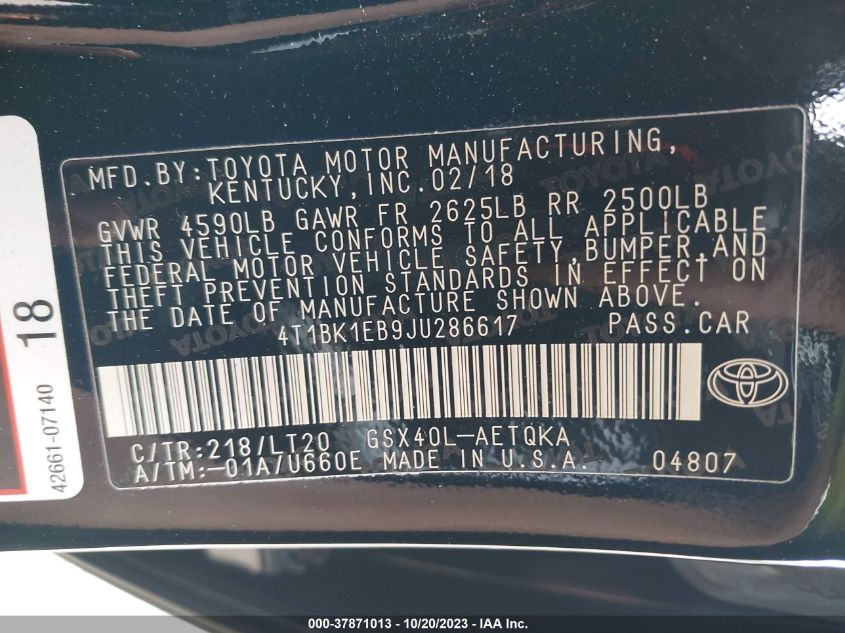 MFD.BY:TOYOTA MOTOR MANUFACTURING,
KENTUCKY,INC.02/18
GVWR 4590LB GAWR FR 2625LB RR 2500LB
THIS VEHICLE CONFORMS TO ALL APPLICABLE
FEDERAL MOTOR VEHICLE SAFETY,BUMPER,AND
THEFT PREVENTION STANDARDS IN EFFECT ON
THE DATE OF MANUFACTURE SHOWN ABOVE.
4T1BK1EB9JU286617 PASS.CAR
C/TR:218/LT20 GSX40L-AETQKA
A/TM:-01A/U660E MADE IN U.S.A. 04807
18
42661-07140
000-37871013 - 10/20/2023 - IAAI.COM